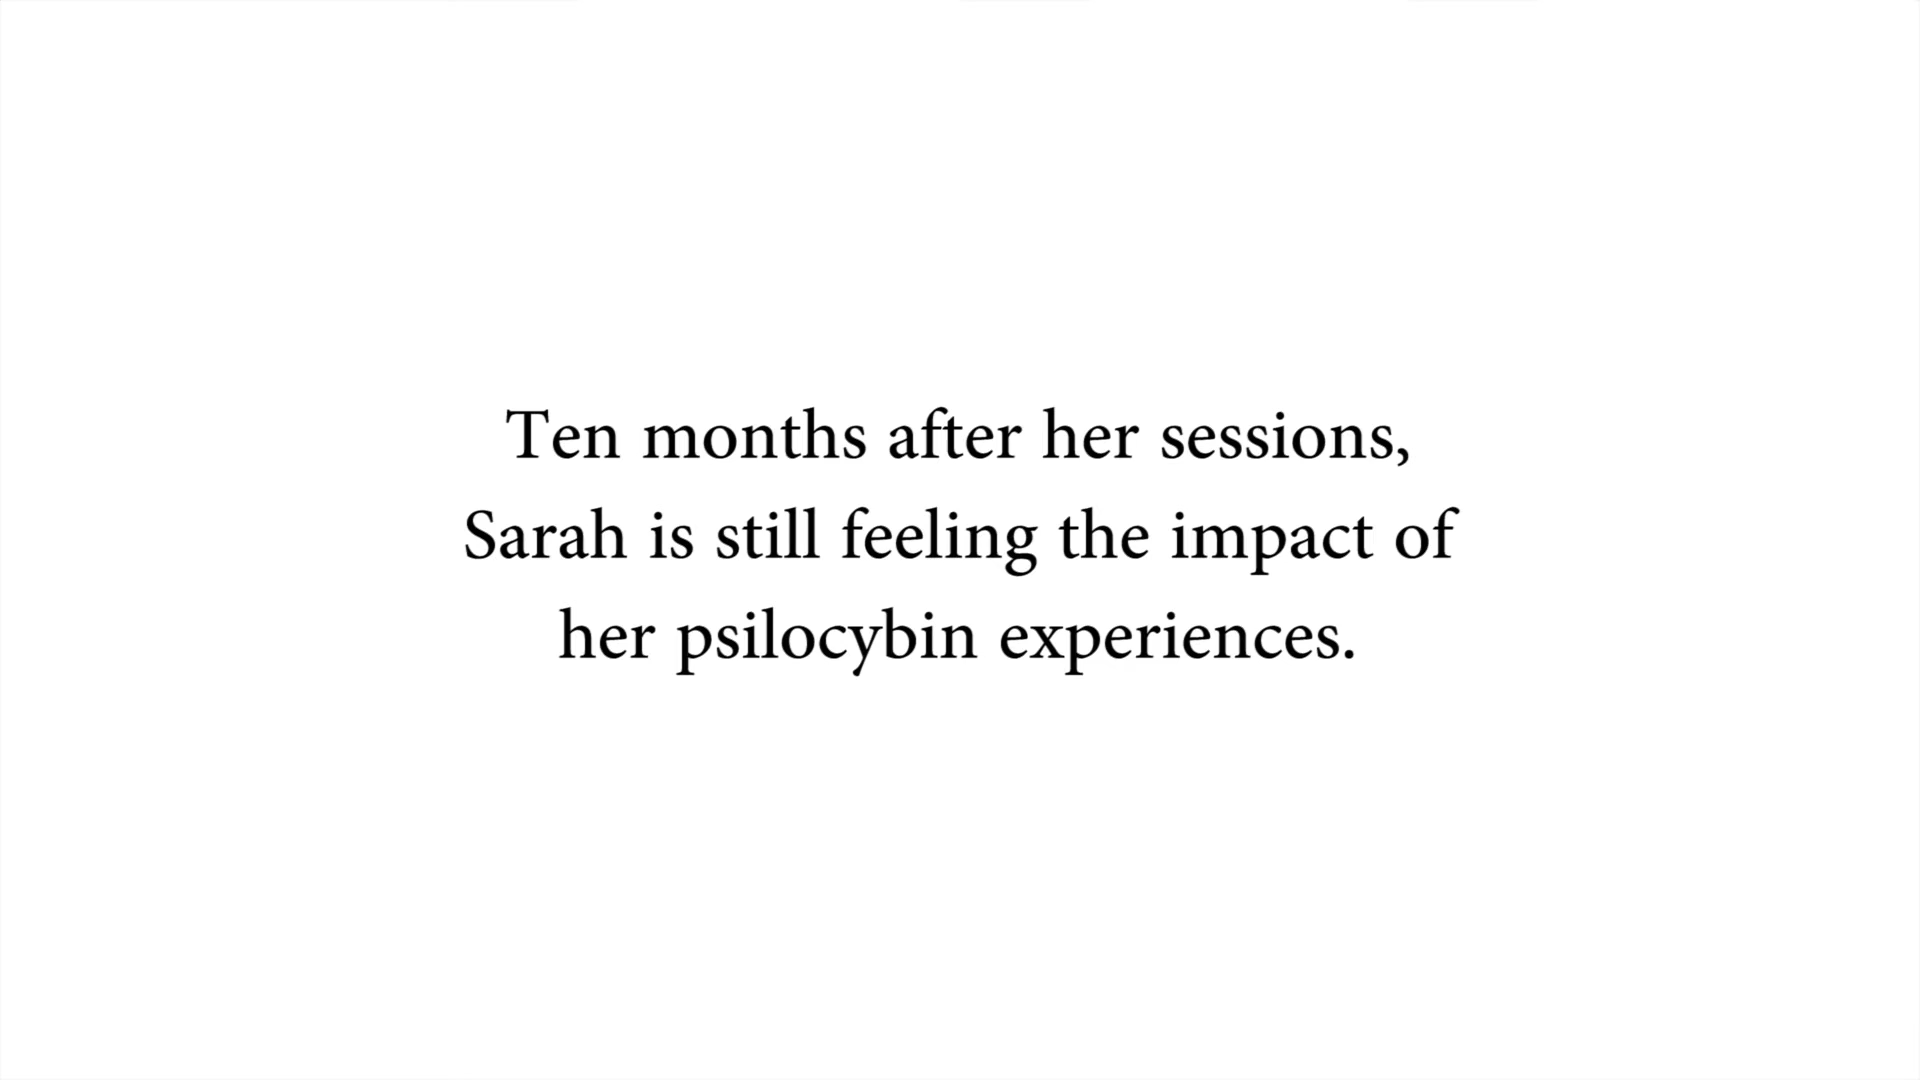 Ten months after her sessions,
Sarah is still feeling the impact of
her psilocybin experiences.